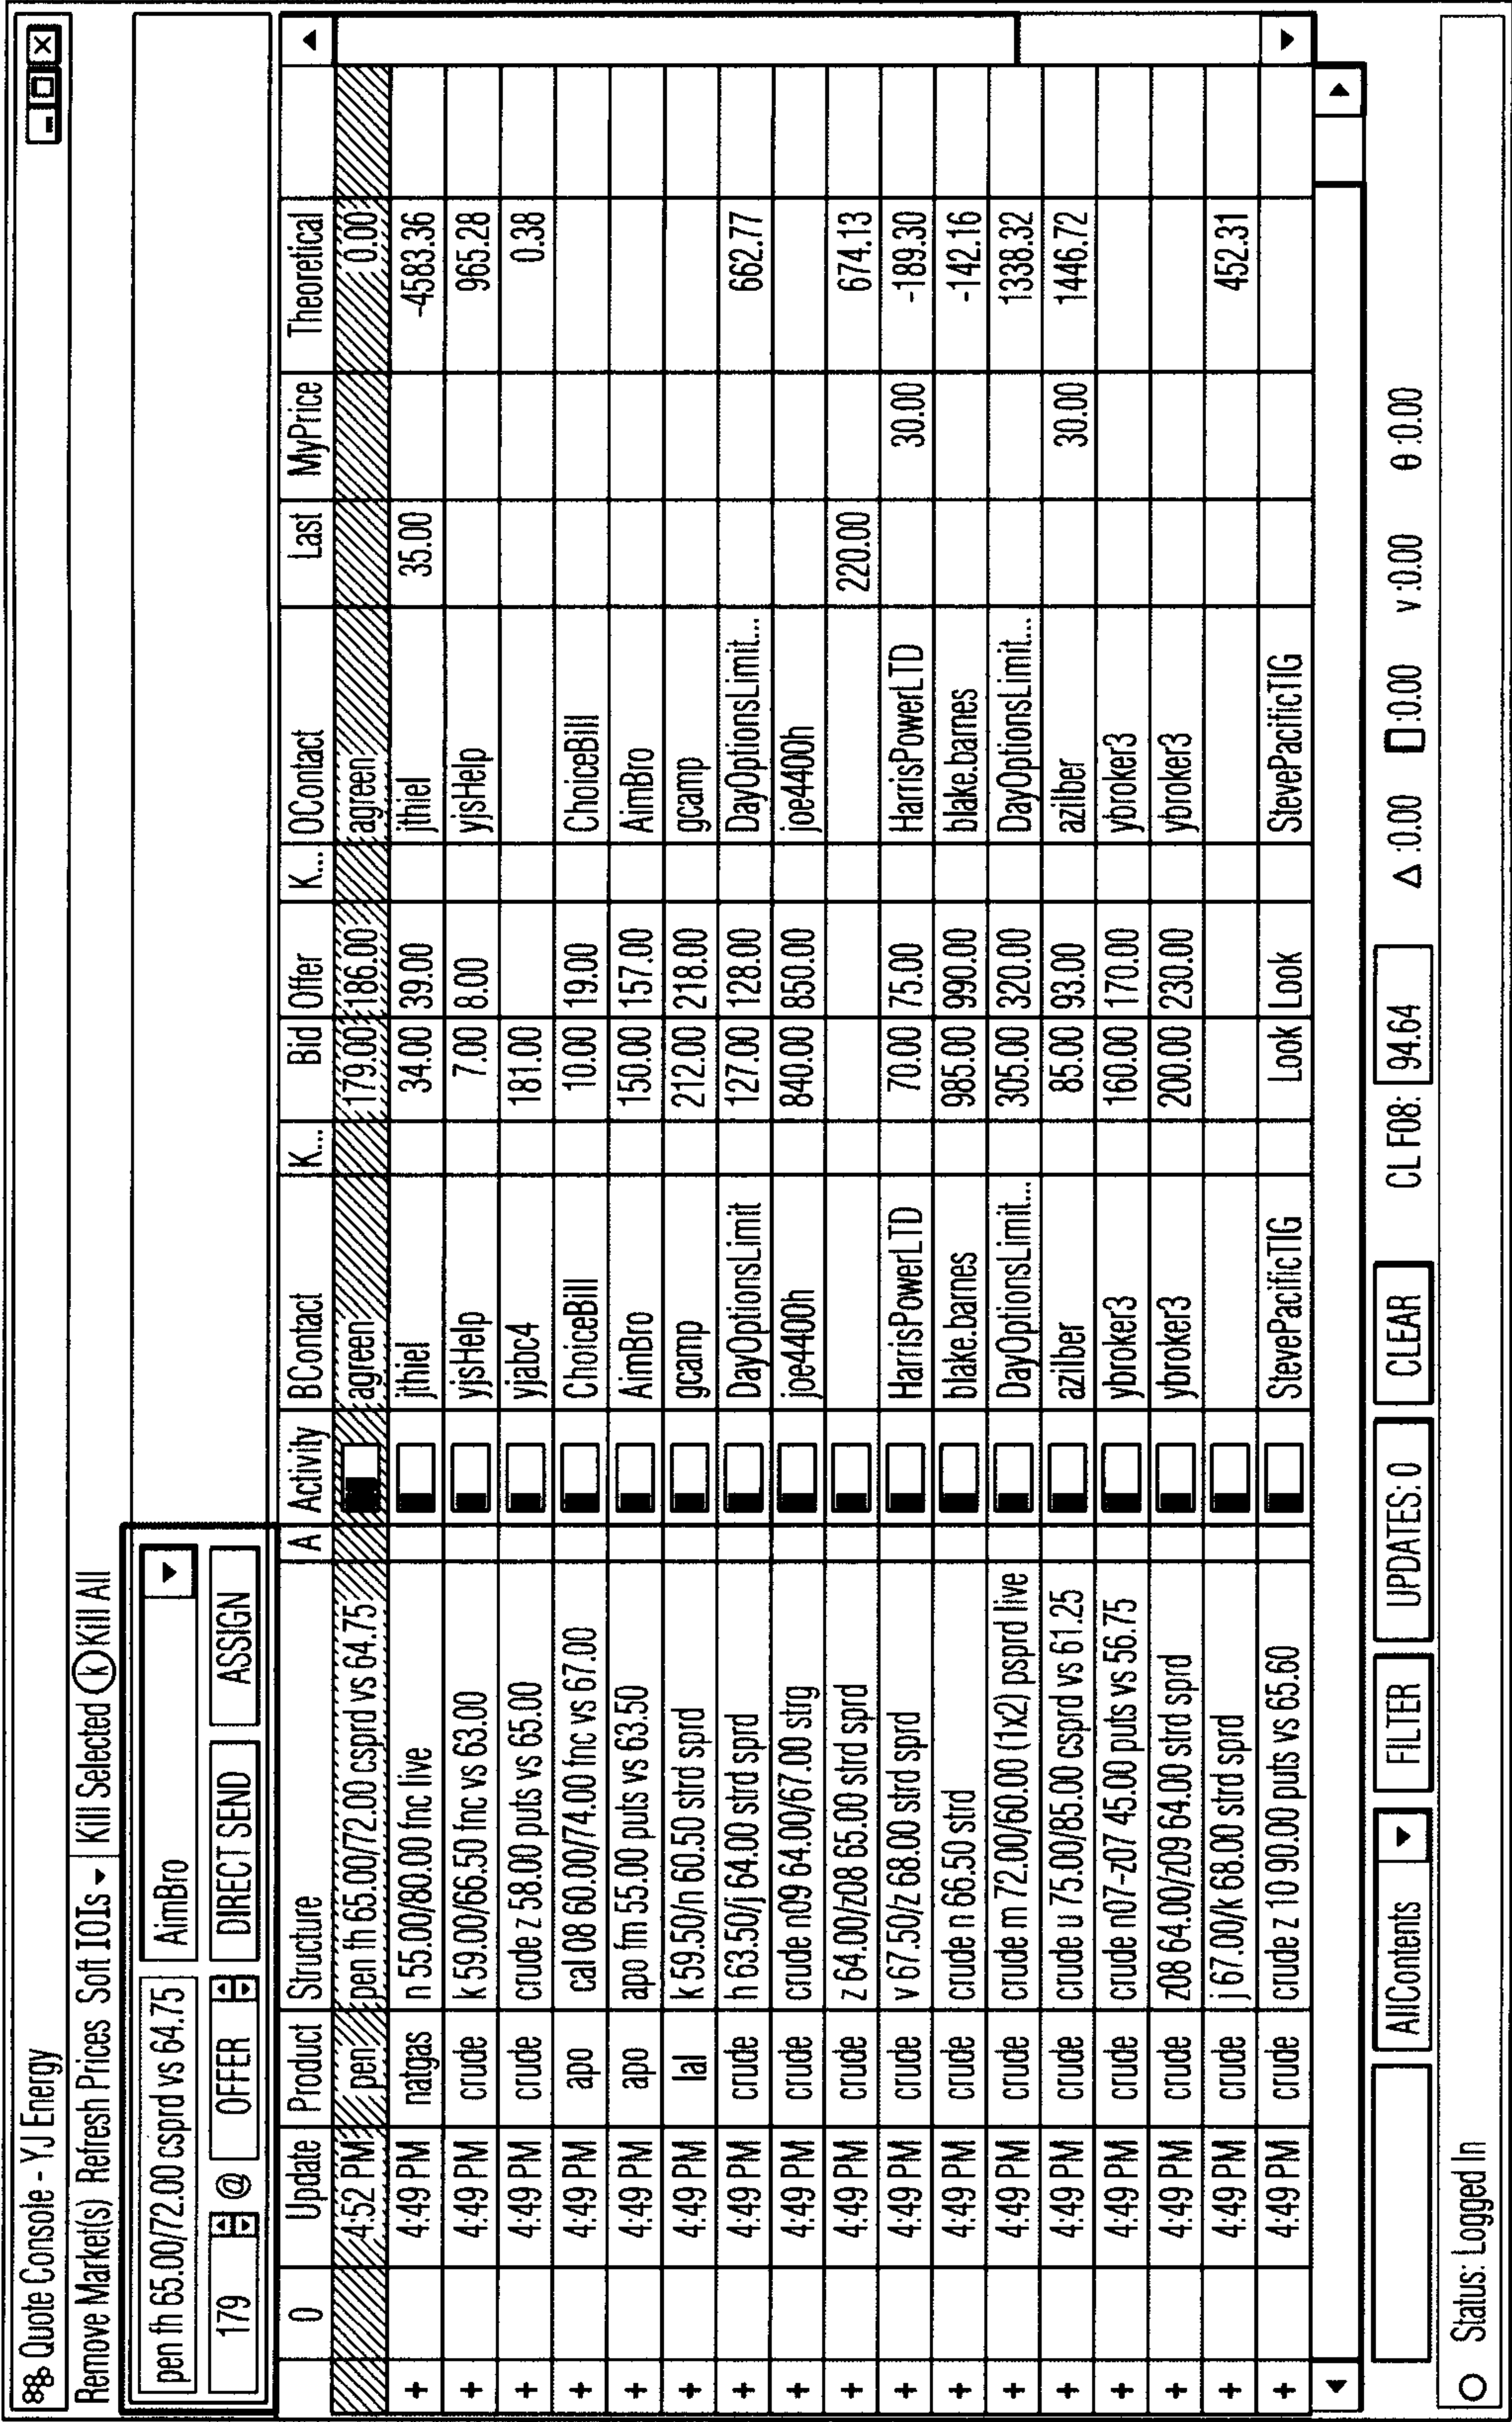 Quote Console - YJ Energy
Remove Market(s) Refresh Prices Soft IOIs Kill Selected k Kill All
pen fh 65.00/72.00 csprd vs 64.75 AimBro
179 @ OFFER DIRECT SEND ASSIGN
0 Update Product Structure A Activity BContact K... Bid Offer K... OContact Last MyPrice Theoretical
4:52 PM pen pen fh 65.00/72.00 csprd vs 64.75 agreen 179.00 186.00 agreen 0.00
+ 4:49 PM natgas n 55.00/80.00 fnc live jthiel 34.00 39.00 jthiel 35.00 -4583.36
+ 4:49 PM crude k 59.00/66.50 fnc vs 63.00 yjsHelp 7.00 8.00 yjsHelp 965.28
+ 4:49 PM crude crude z 58.00 puts vs 65.00 yjabc4 181.00 0.38
+ 4:49 PM apo cal 08 60.00/74.00 fnc vs 67.00 ChoiceBill 10.00 19.00 ChoiceBill
+ 4:49 PM apo apo fm 55.00 puts vs 63.50 AimBro 150.00 157.00 AimBro
+ 4:49 PM lal k 59.50/n 60.50 strd sprd gcamp 212.00 218.00 gcamp
+ 4:49 PM crude h 63.50/j 64.00 strd sprd DayOptionsLimit 127.00 128.00 DayOptionsLimit... 662.77
+ 4:49 PM crude crude n09 64.00/67.00 strg joe4400h 840.00 850.00 joe4400h
+ 4:49 PM crude z 64.00/z08 65.00 strd sprd 220.00 674.13
+ 4:49 PM crude v 67.50/z 68.00 strd sprd HarrisPowerLTD 70.00 75.00 HarrisPowerLTD 30.00 -189.30
+ 4:49 PM crude crude n 66.50 strd blake.barnes 985.00 990.00 blake.barnes -142.16
+ 4:49 PM crude crude m 72.00/60.00 (1x2) psprd live DayOptionsLimit... 305.00 320.00 DayOptionsLimit... 1338.32
+ 4:49 PM crude crude u 75.00/85.00 csprd vs 61.25 azilber 85.00 93.00 azilber 30.00 1446.72
+ 4:49 PM crude crude n07-z07 45.00 puts vs 56.75 ybroker3 160.00 170.00 ybroker3
+ 4:49 PM crude z08 64.00/z09 64.00 strd sprd ybroker3 200.00 230.00 ybroker3
+ 4:49 PM crude j 67.00/k 68.00 strd sprd 452.31
+ 4:49 PM crude crude z 10 90.00 puts vs 65.60 StevePacificTIG Look Look StevePacificTIG
AllContents FILTER UPDATES: 0 CLEAR CL F08: 94.64 Δ :0.00 :0.00 v :0.00 θ :0.00
Status: Logged In